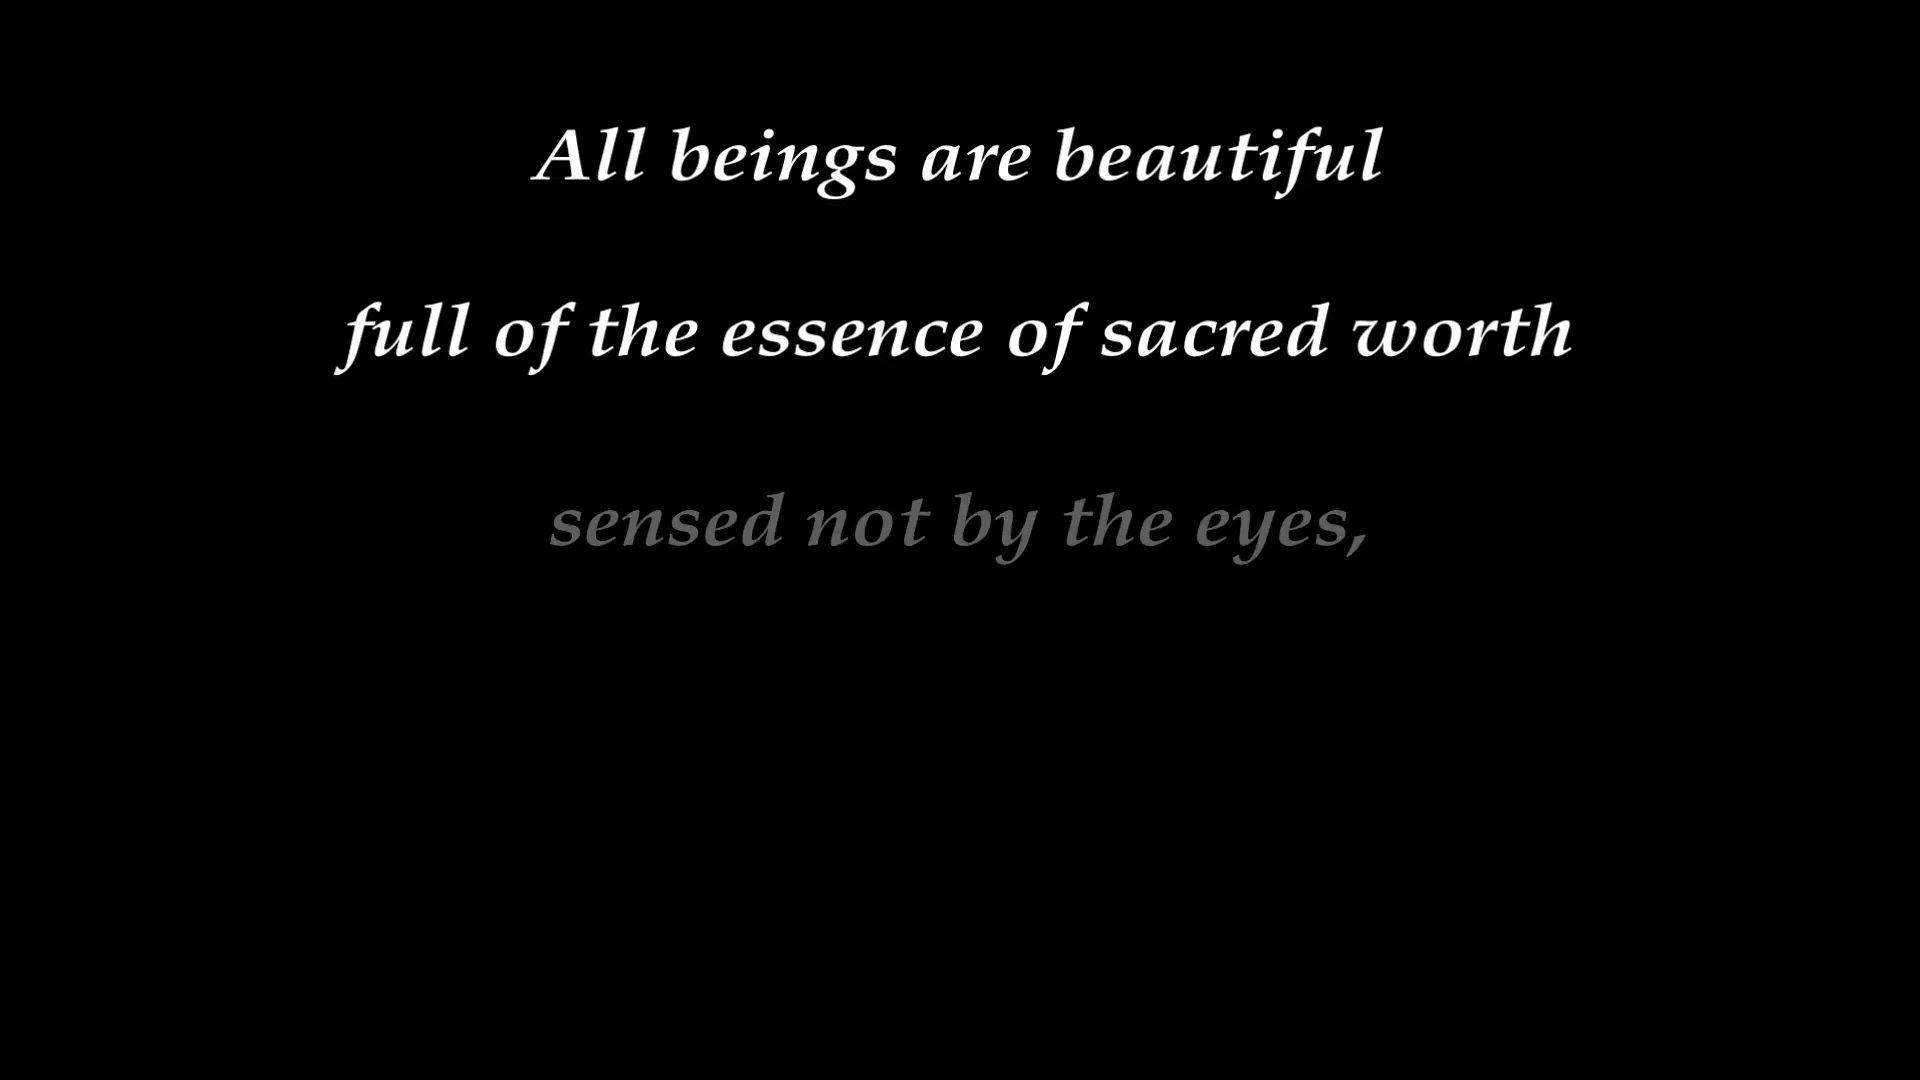 All beings are beautiful
full of the essence of sacred worth
sensed not by the eyes,